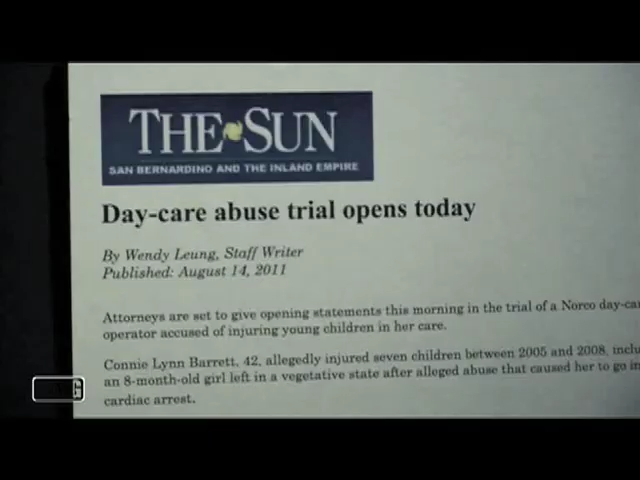 THE SUN
SAN BERNARDINO AND THE INLAND EMPIRE
Day-care abuse trial opens today
By Wendy Leung, Staff Writer
Published: August 14, 2011
Attorneys are set to give opening statements this morning in the trial of a Norco day-car
operator accused of injuring young children in her care.
Connie Lynn Barrett, 42, allegedly injured seven children between 2005 and 2008, inclu
an 8-month-old girl left in a vegetative state after alleged abuse that caused her to go in
cardiac arrest.
G